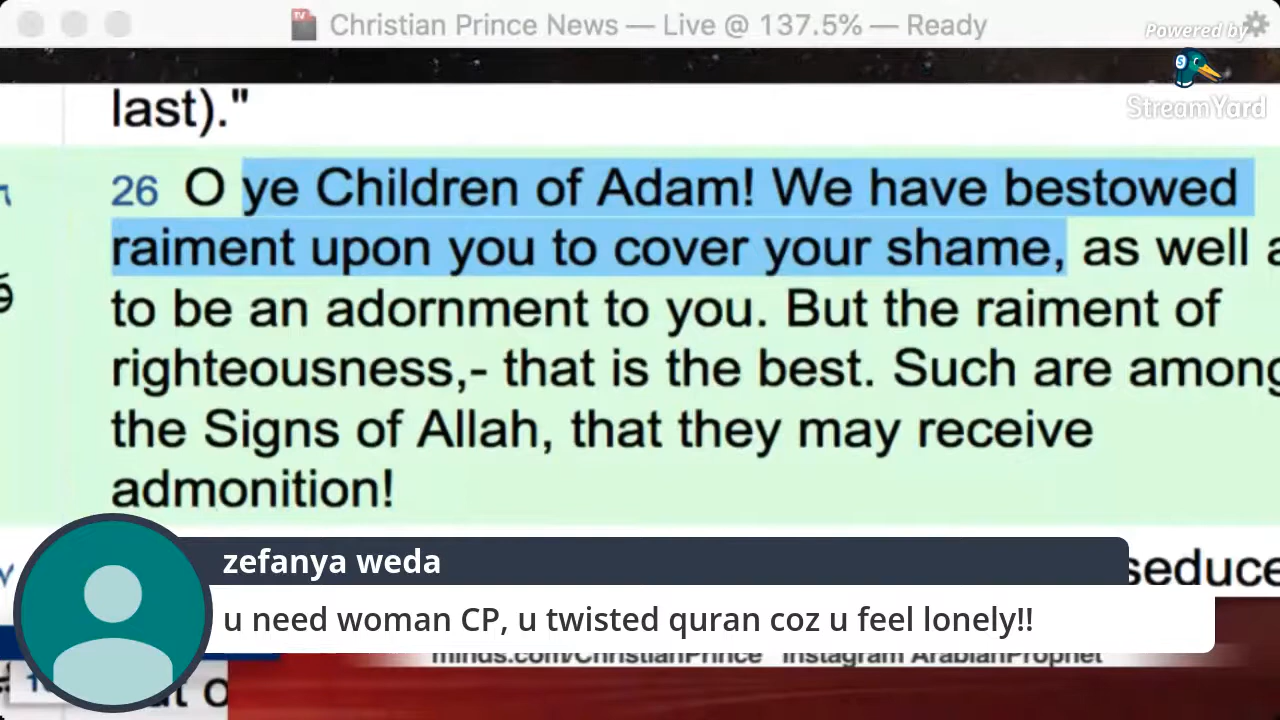 Christian Prince News — Live @ 137.5% — Ready
Powered by
StreamYard
last)."
26 O ye Children of Adam! We have bestowed
raiment upon you to cover your shame, as well a
to be an adornment to you. But the raiment of
righteousness,- that is the best. Such are among
the Signs of Allah, that they may receive
admonition!
seduce
zefanya weda
u need woman CP, u twisted quran coz u feel lonely!!
minds.com/ChristianPrince Instagram ArabianProphet